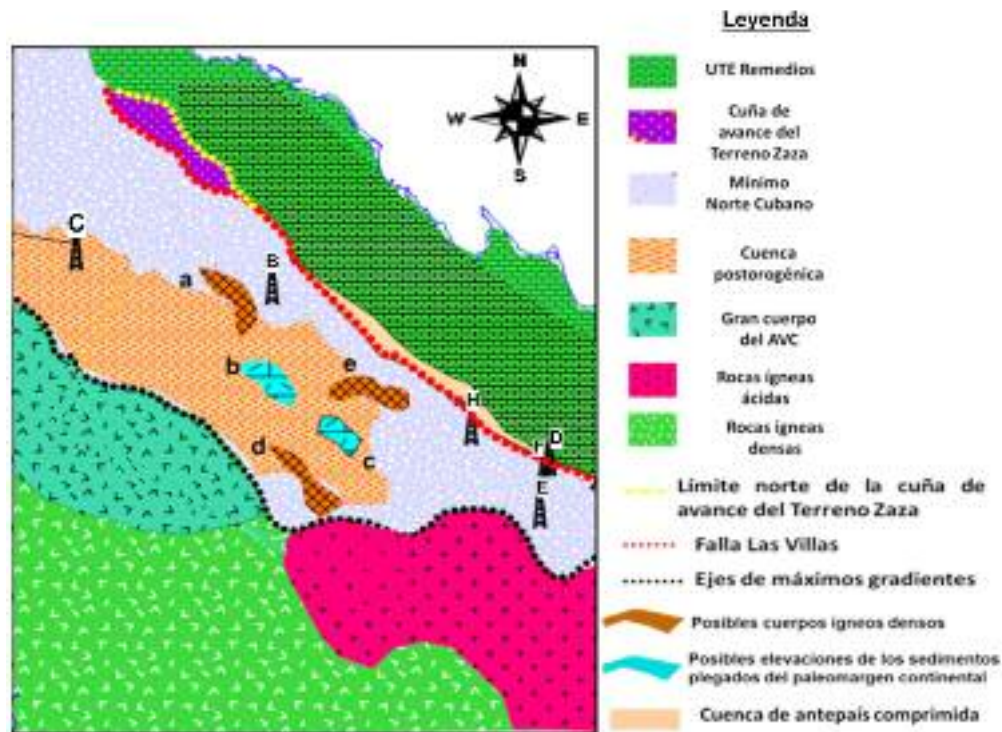 Leyenda
N
W
E
S
UTE Remedios
Cuña de
avance del
Terreno Zaza
Mínimo
Norte Cubano
Cuenca
postorogénica
Gran cuerpo
del AVC
Rocas ígneas
ácidas
Rocas ígneas
densas
Límite norte de la cuña de
avance del Terreno Zaza
Falla Las Villas
Ejes de máximos gradientes
Posibles cuerpos ígneos densos
Posibles elevaciones de los sedimentos
plegados del paleomargen continental
Cuenca de antepaís comprimida
C
B
a
b
e
H
d
c
D
E